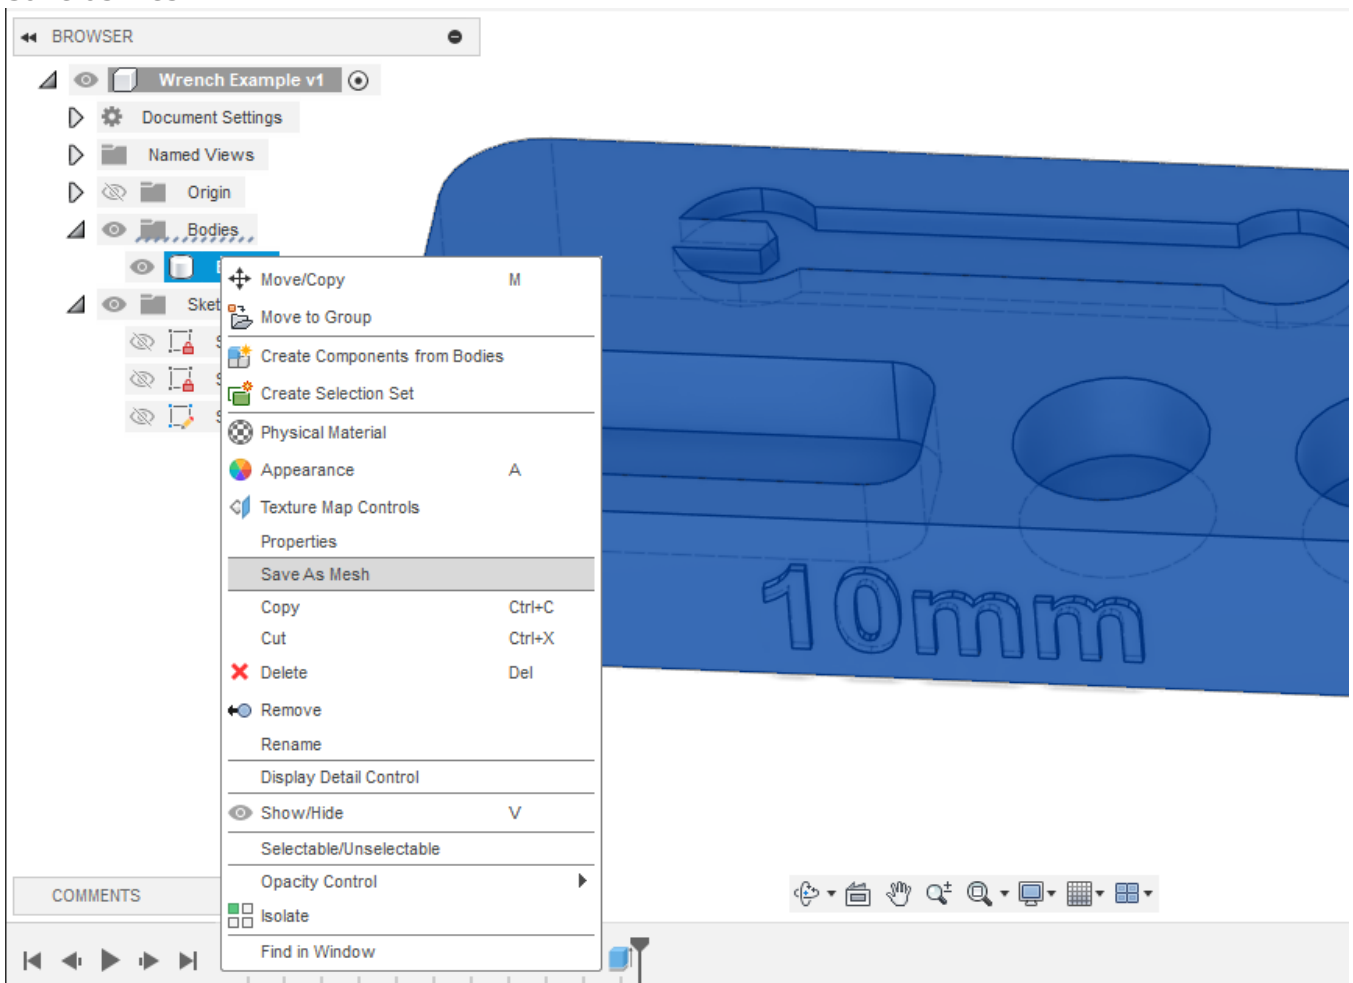 BROWSER
Wrench Example v1
Document Settings
Named Views
Origin
Bodies
Sket
Move/Copy M
Move to Group
Create Components from Bodies
Create Selection Set
Physical Material
Appearance A
Texture Map Controls
Properties
Save As Mesh
Copy Ctrl+C
Cut Ctrl+X
Delete Del
Remove
Rename
Display Detail Control
Show/Hide V
Selectable/Unselectable
Opacity Control
Isolate
Find in Window
10mm
COMMENTS